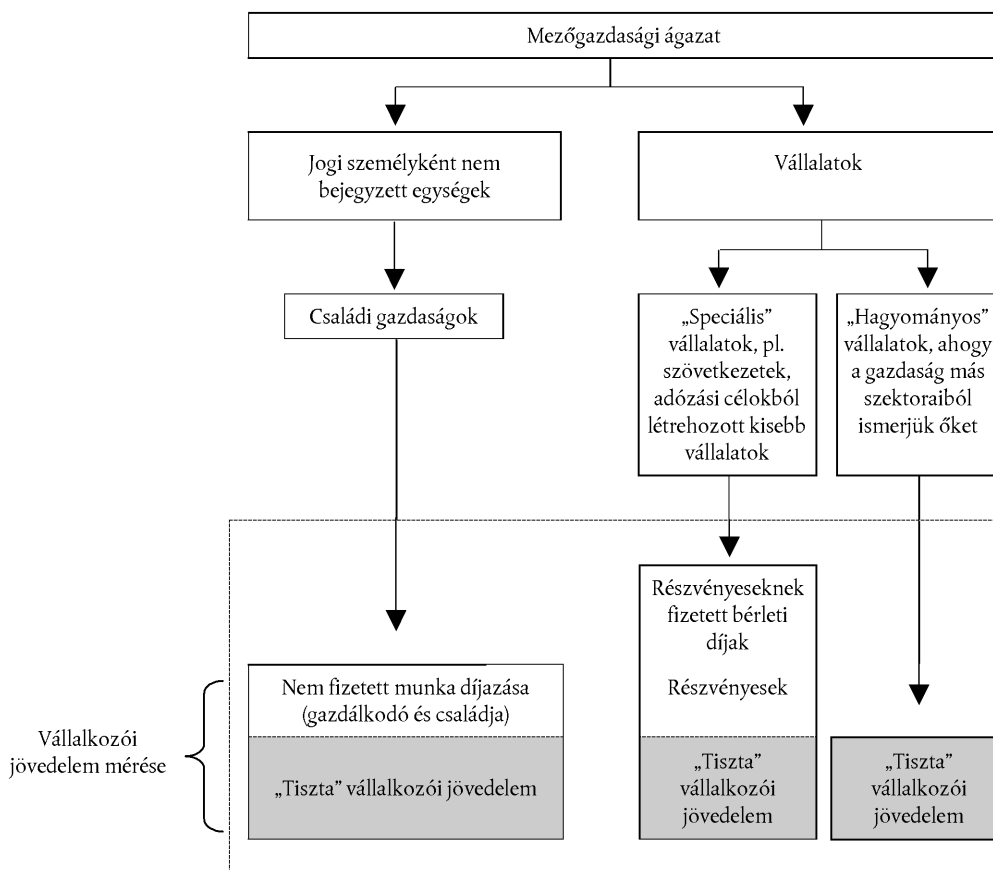 Mezőgazdasági ágazat
Jogi személyként nem
bejegyzett egységek
Vállalatok
Családi gazdaságok
„Speciális”
vállalatok, pl.
szövetkezetek,
adózási célokból
létrehozott kisebb
vállalatok
„Hagyományos”
vállalatok, ahogy
a gazdaság más
szektoraiból
ismerjük őket
Részvényeseknek
fizetett bérleti
díjak
Részvényesek
Nem fizetett munka díjazása
(gazdálkodó és családja)
Vállalkozói
jövedelem mérése
„Tiszta” vállalkozói jövedelem
„Tiszta”
vállalkozói
jövedelem
„Tiszta”
vállalkozói
jövedelem